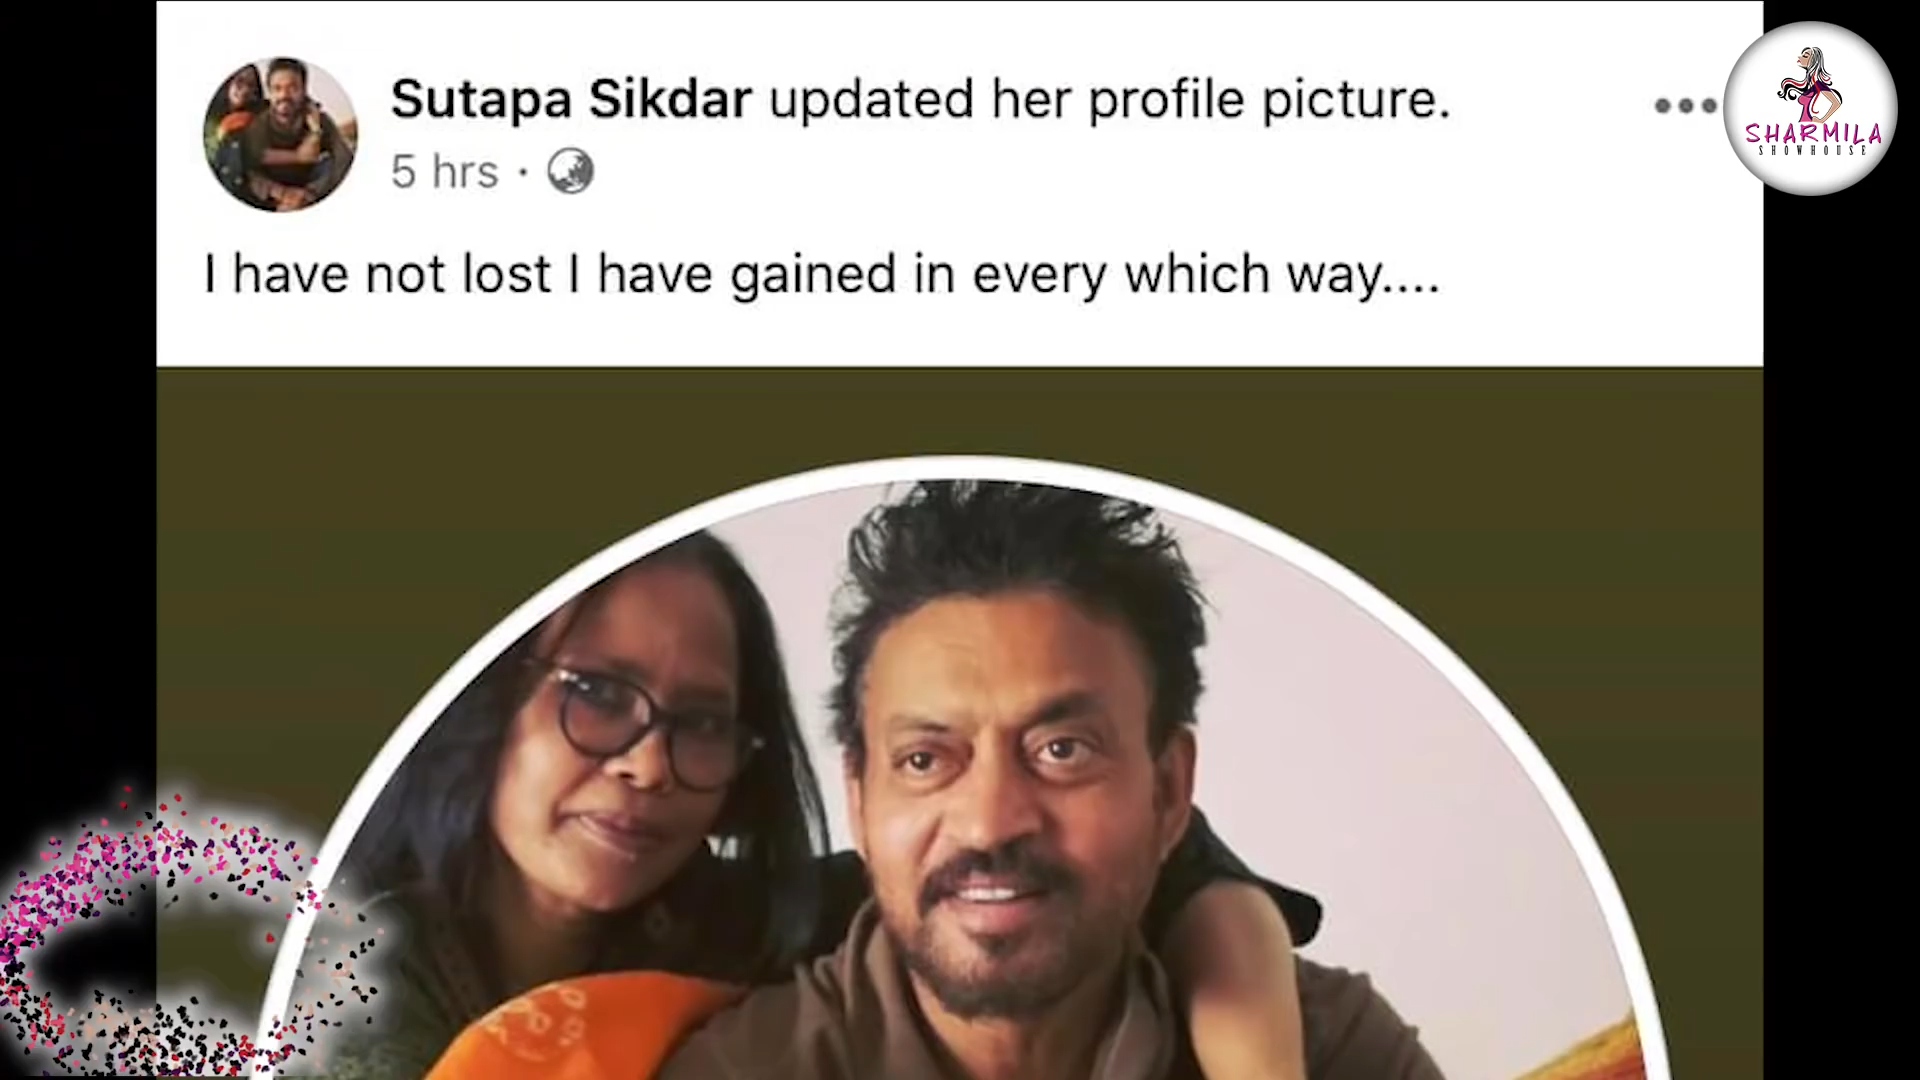 Sutapa Sikdar updated her profile picture.
5 hrs ·
I have not lost I have gained in every which way....
SHARMILA
SHOWHOUSE